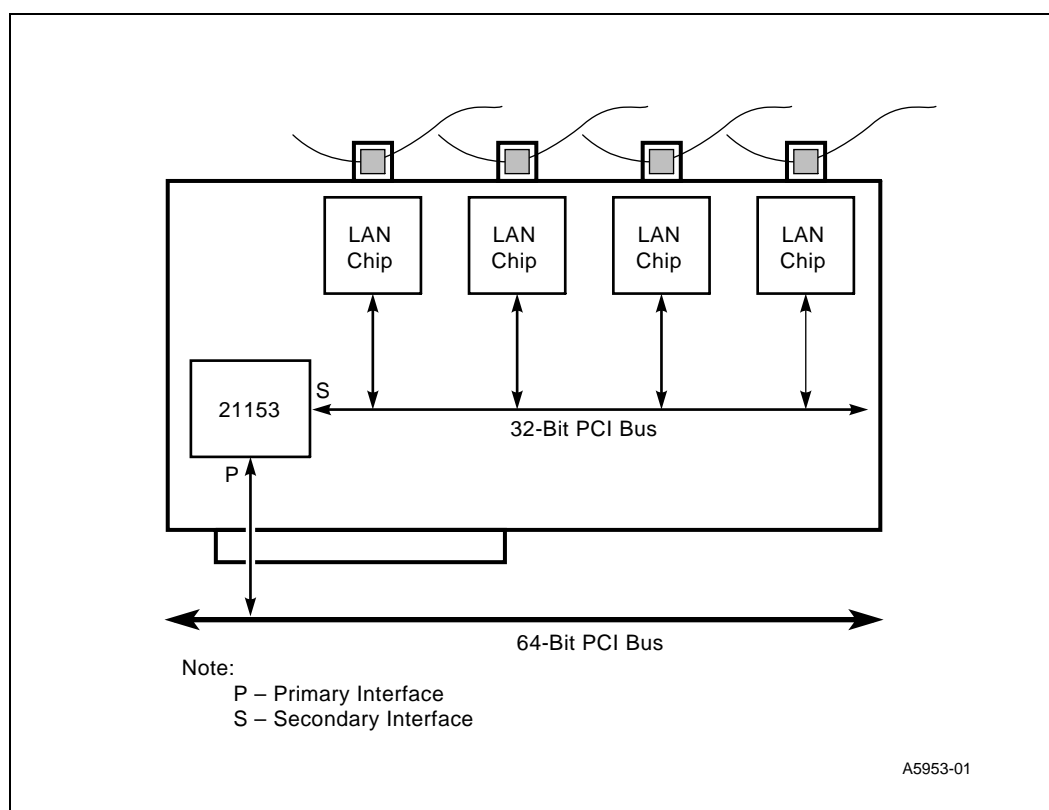 LAN
Chip
LAN
Chip
LAN
Chip
LAN
Chip
21153
S
32-Bit PCI Bus
P
64-Bit PCI Bus
Note:
P – Primary Interface
S – Secondary Interface
A5953-01